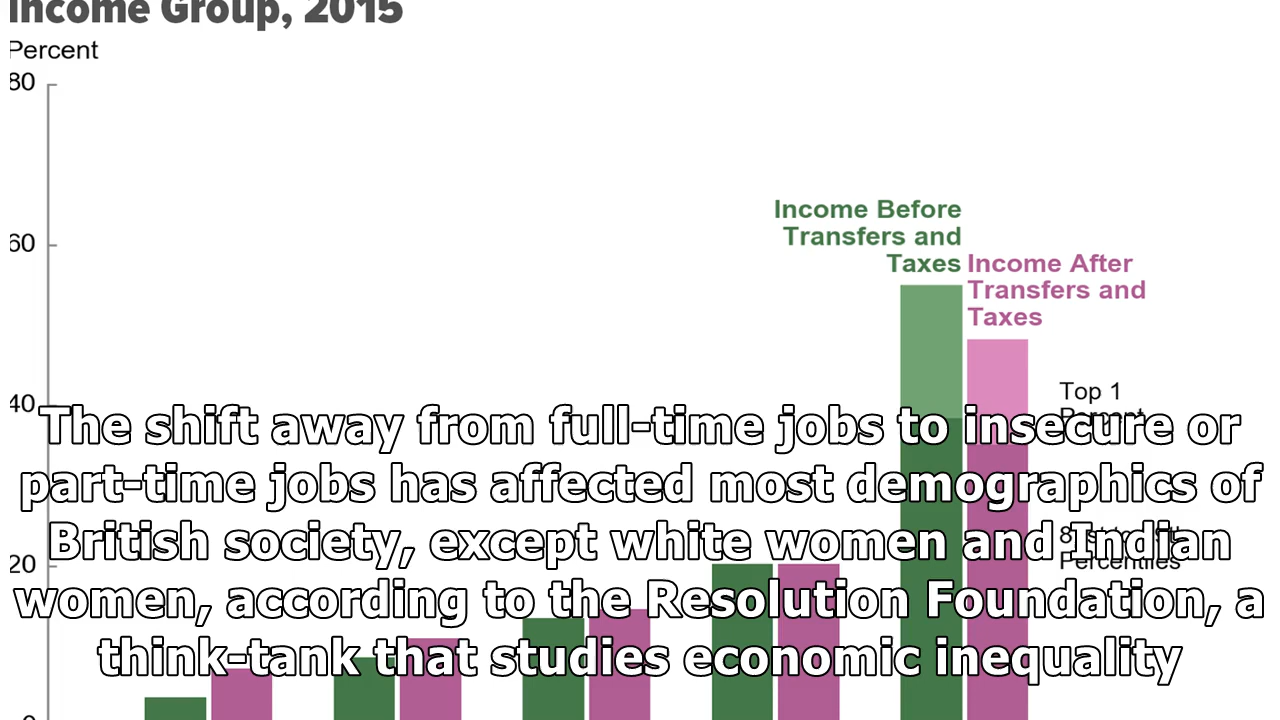 Income Group, 2015
Percent
80
60
40
20
0
Income Before
Transfers and
Taxes
Income After
Transfers and
Taxes
Top 1
Percent
Percentiles
The shift away from full-time jobs to insecure or
part-time jobs has affected most demographics of
British society, except white women and Indian
women, according to the Resolution Foundation, a
think-tank that studies economic inequality